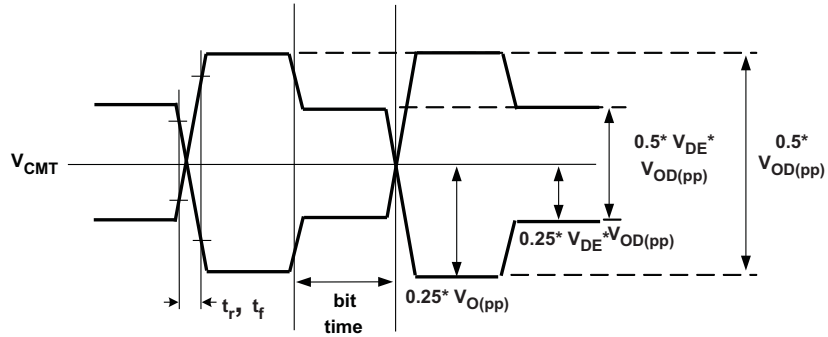 V_CMT
0.5* V_DE*
V_OD(pp)
0.5*
V_OD(pp)
0.25* V_DE*V_OD(pp)
t_r, t_f
bit
time
0.25* V_O(pp)